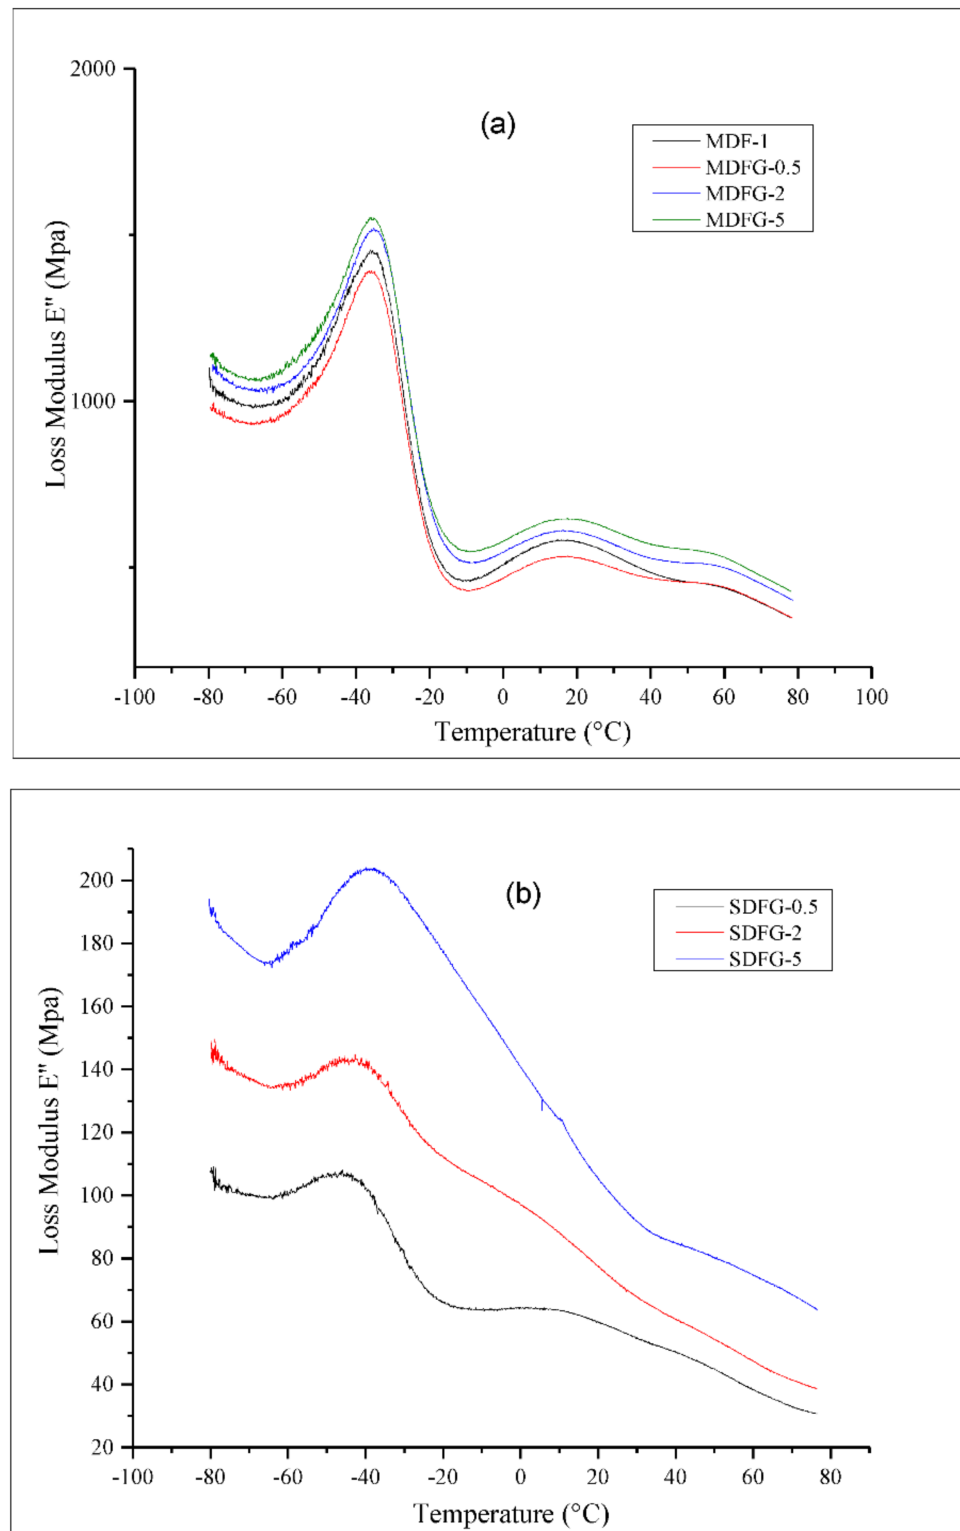 2000
(a)
MDF-1
MDFG-0.5
MDFG-2
MDFG-5
Loss Modulus E" (Mpa)
1000
-100 -80 -60 -40 -20 0 20 40 60 80 100
Temperature (°C)
200
(b)
SDFG-0.5
SDFG-2
SDFG-5
180
160
140
Loss Modulus E" (Mpa)
120
100
80
60
40
20
-100 -80 -60 -40 -20 0 20 40 60 80
Temperature (°C)